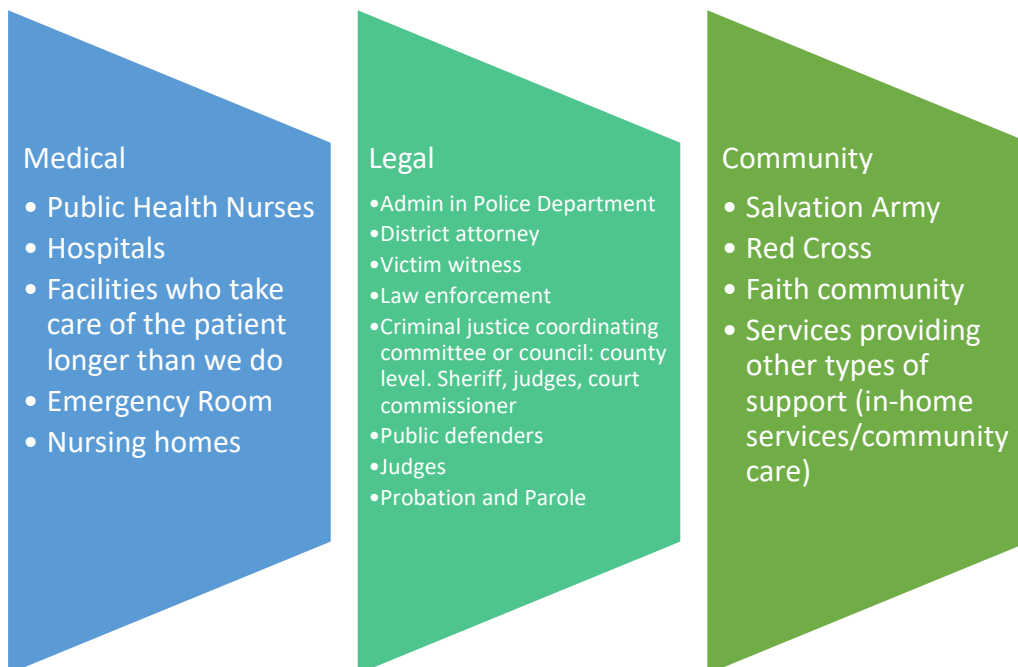 Medical
• Public Health Nurses
• Hospitals
• Facilities who take
care of the patient
longer than we do
• Emergency Room
• Nursing homes
Legal
•Admin in Police Department
•District attorney
•Victim witness
•Law enforcement
•Criminal justice coordinating
committee or council: county
level. Sheriff, judges, court
commissioner
•Public defenders
•Judges
•Probation and Parole
Community
• Salvation Army
• Red Cross
• Faith community
• Services providing
other types of
support (in-home
services/community
care)